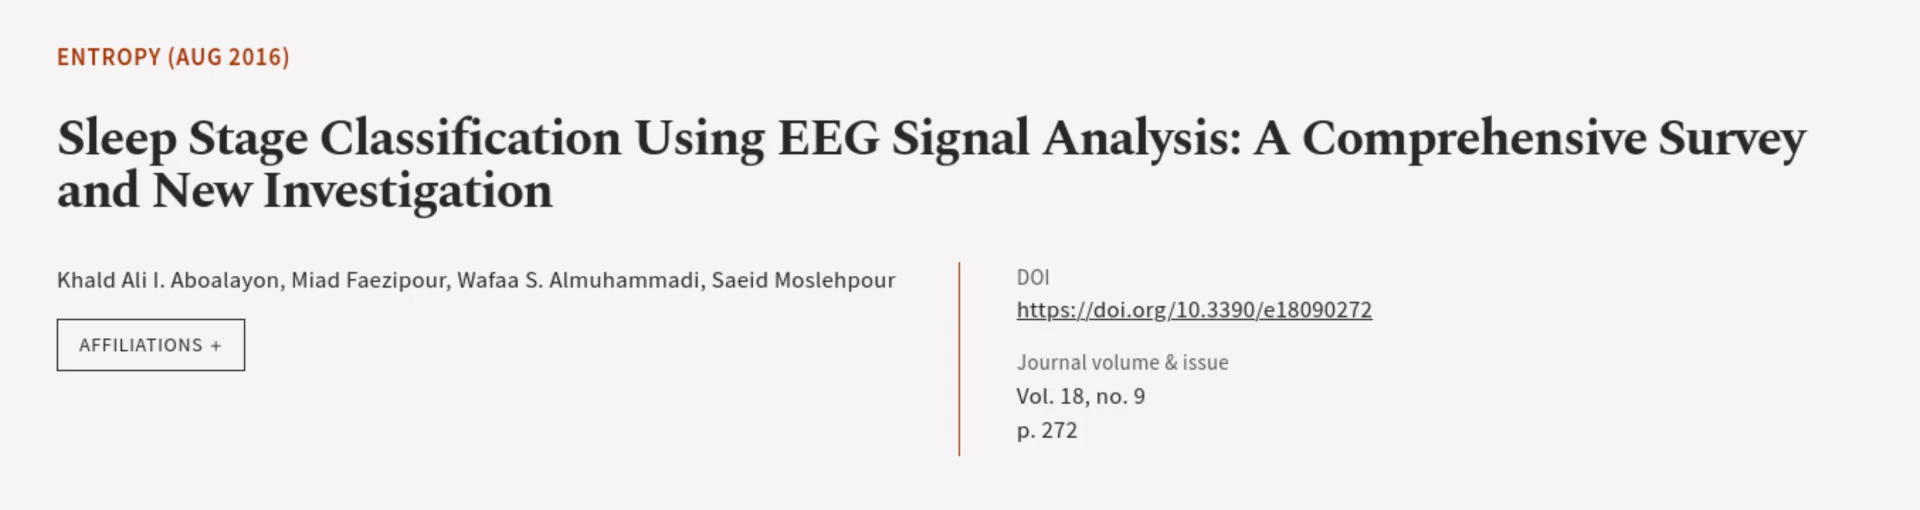 ENTROPY (AUG 2016)
Sleep Stage Classification Using EEG Signal Analysis: A Comprehensive Survey
and New Investigation
Khald Ali I. Aboalayon, Miad Faezipour, Wafaa S. Almuhammadi, Saeid Moslehpour
AFFILIATIONS +
DOI
https://doi.org/10.3390/e18090272
Journal volume & issue
Vol. 18, no. 9
p. 272